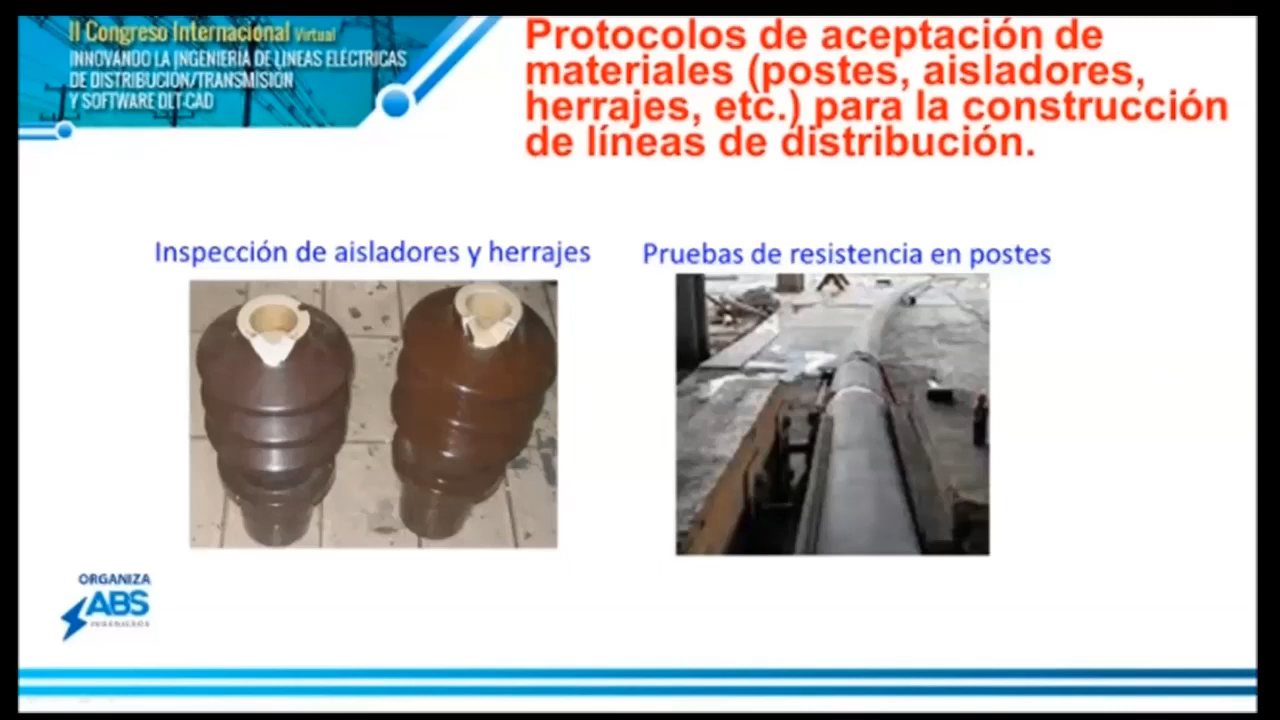 II Congreso Internacional Virtual
INNOVANDO LA INGENIERÍA DE LÍNEAS ELÉCTRICAS
DE DISTRIBUCIÓN/TRANSMISIÓN
Y SOFTWARE DLT-CAD
Protocolos de aceptación de
materiales (postes, aisladores,
herrajes, etc.) para la construcción
de líneas de distribución.
Inspección de aisladores y herrajes
Pruebas de resistencia en postes
ORGANIZA
ABS
INGENIEROS